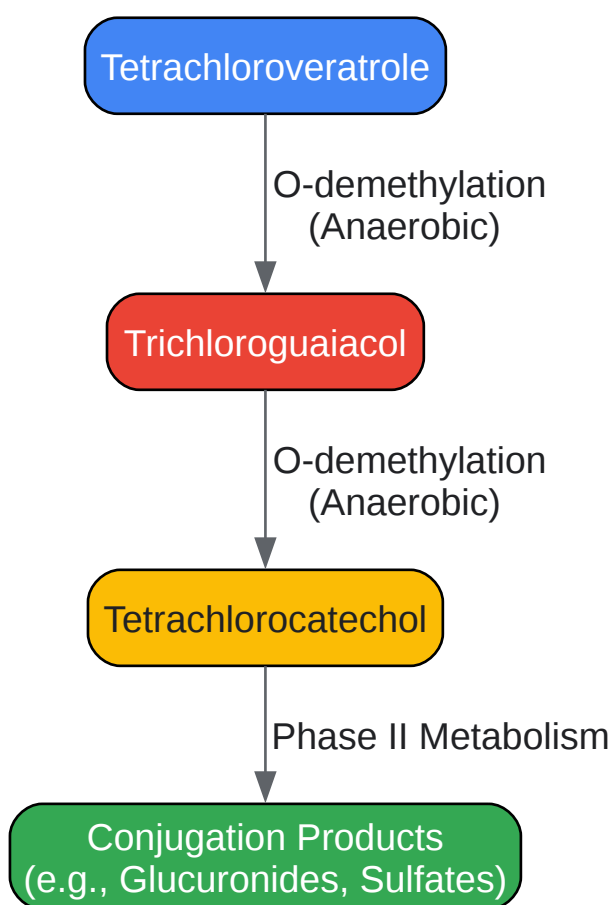 Tetrachloroveratrole
O-demethylation
(Anaerobic)
Trichloroguaiacol
O-demethylation
(Anaerobic)
Tetrachlorocatechol
Phase II Metabolism
Conjugation Products
(e.g., Glucuronides, Sulfates)